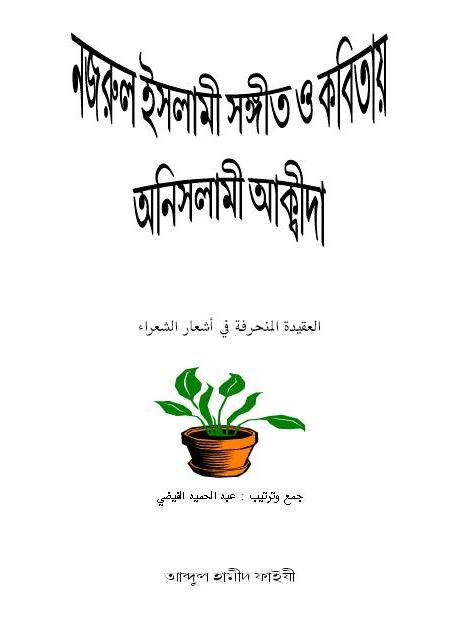 নজরুল ইসলামী সঙ্গীত ও কবিতায়
অনিসলামী আক্বীদা
العقيدة المنحرفة في أشعار الشعراء
جمع وترتيب : عبد الحميد الفيضي
আব্দুল হামীদ ফাইযী